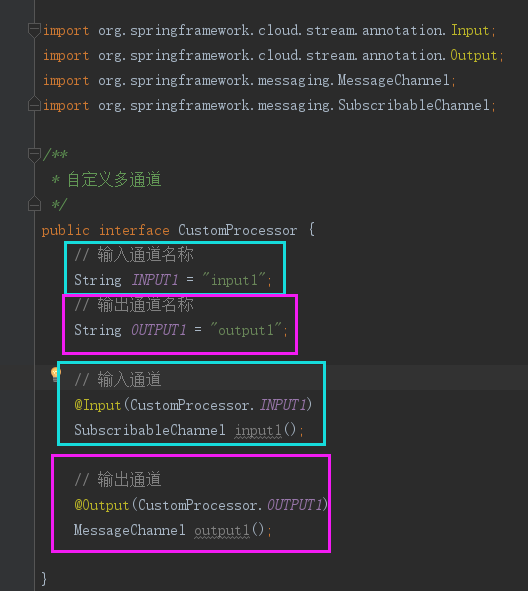 import org.springframework.cloud.stream.annotation.Input;
import org.springframework.cloud.stream.annotation.Output;
import org.springframework.messaging.MessageChannel;
import org.springframework.messaging.SubscribableChannel;
/**
* 自定义多通道
*/
public interface CustomProcessor {
// 输入通道名称
String INPUT1 = "input1";
// 输出通道名称
String OUTPUT1 = "output1";
// 输入通道
@Input(CustomProcessor.INPUT1)
SubscribableChannel input1();
// 输出通道
@Output(CustomProcessor.OUTPUT1)
MessageChannel output1();
}